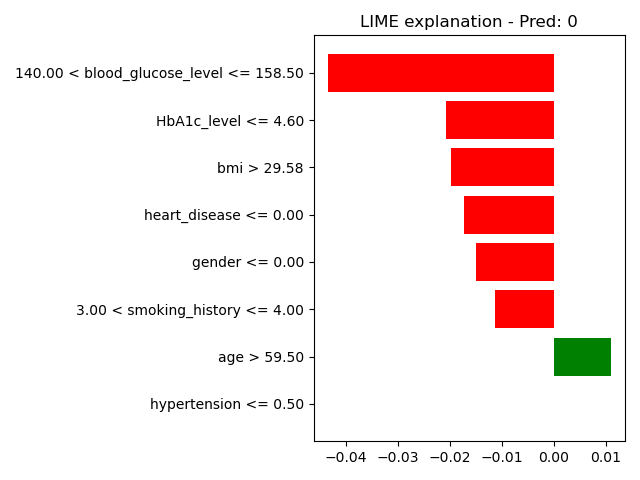 LIME explanation - Pred: 0
140.00 < blood_glucose_level <= 158.50
HbA1c_level <= 4.60
bmi > 29.58
heart_disease <= 0.00
gender <= 0.00
3.00 < smoking_history <= 4.00
age > 59.50
hypertension <= 0.50
−0.04 −0.03 −0.02 −0.01 0.00 0.01